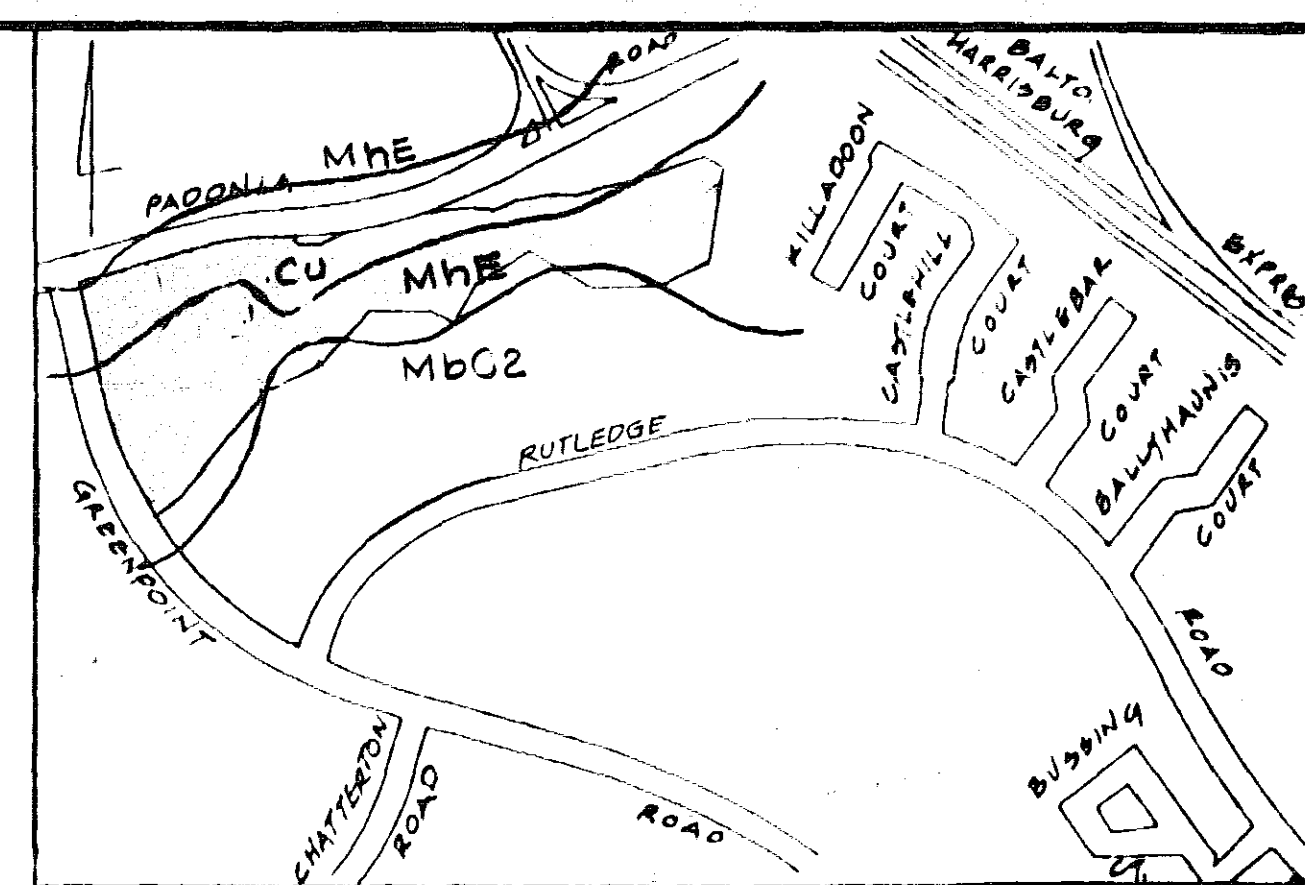 BALTO.
HARRISBURG
EXPRE
ROAD
PADONIA
MhE
KILLADOON
COURT
CASTLEHILL
COURT
CASTLEBAR
COURT
BALLYHAUNIS
COURT
CU
MhE
MbC2
RUTLEDGE
ROAD
GREENPOINT
ROAD
CHATTERTON
ROAD
BUSSING
CT.